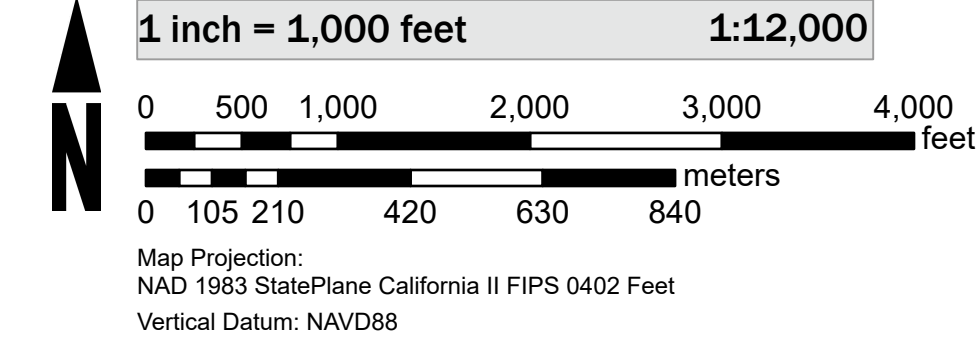 1 inch = 1,000 feet 1:12,000
0 500 1,000 2,000 3,000 4,000
feet
N
meters
0 105 210 420 630 840
Map Projection:
NAD 1983 StatePlane California II FIPS 0402 Feet
Vertical Datum: NAVD88